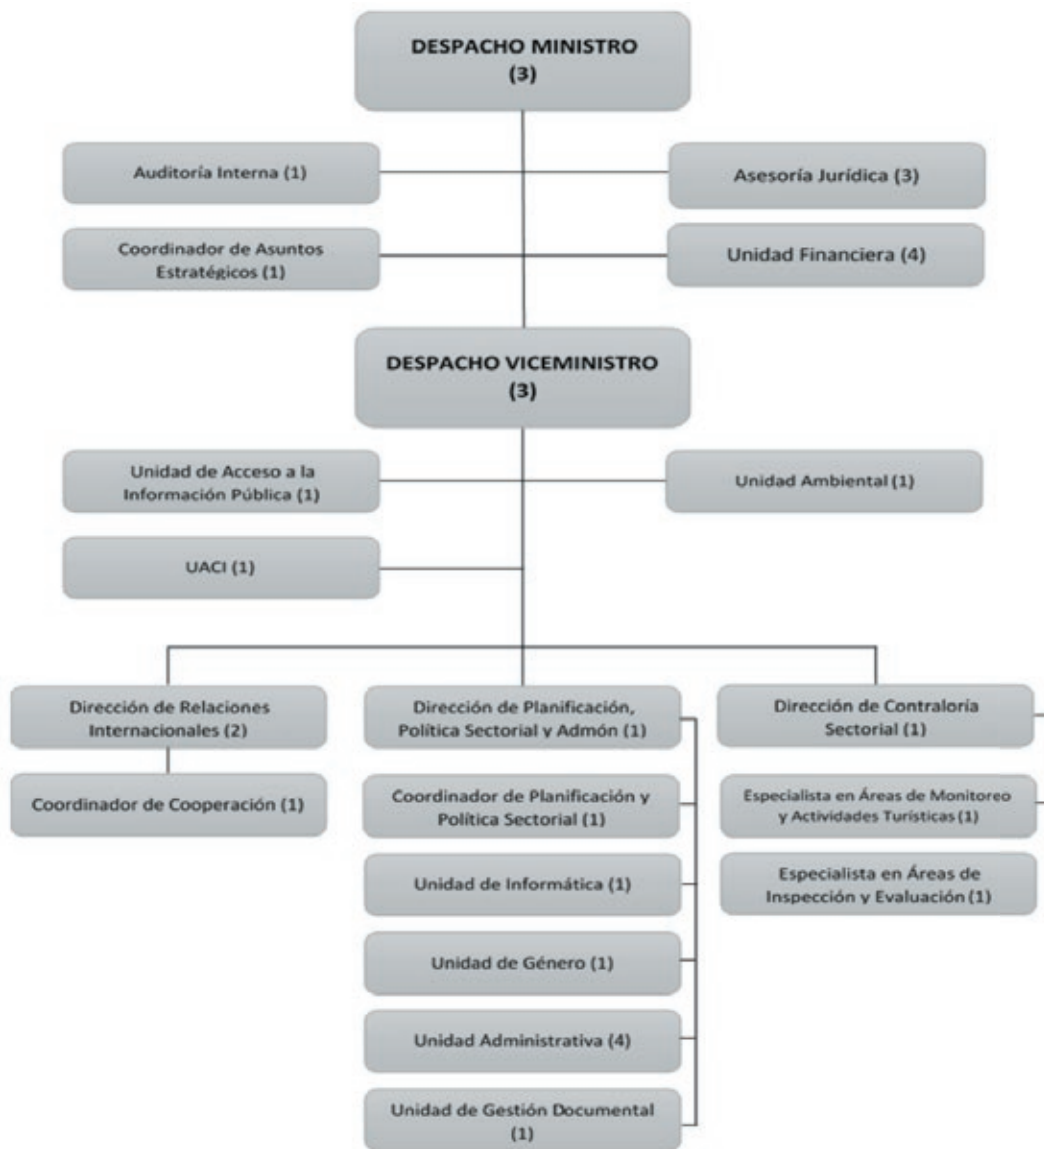 DESPACHO MINISTRO
(3)
Auditoría Interna (1)
Asesoría Jurídica (3)
Coordinador de Asuntos
Estratégicos (1)
Unidad Financiera (4)
DESPACHO VICEMINISTRO
(3)
Unidad de Acceso a la
Información Pública (1)
Unidad Ambiental (1)
UACI (1)
Dirección de Relaciones
Internacionales (2)
Coordinador de Cooperación (1)
Dirección de Planificación,
Política Sectorial y Admón (1)
Coordinador de Planificación y
Política Sectorial (1)
Unidad de Informática (1)
Unidad de Género (1)
Unidad Administrativa (4)
Unidad de Gestión Documental
(1)
Dirección de Contraloría
Sectorial (1)
Especialista en Áreas de Monitoreo
y Actividades Turísticas (1)
Especialista en Áreas de
Inspección y Evaluación (1)